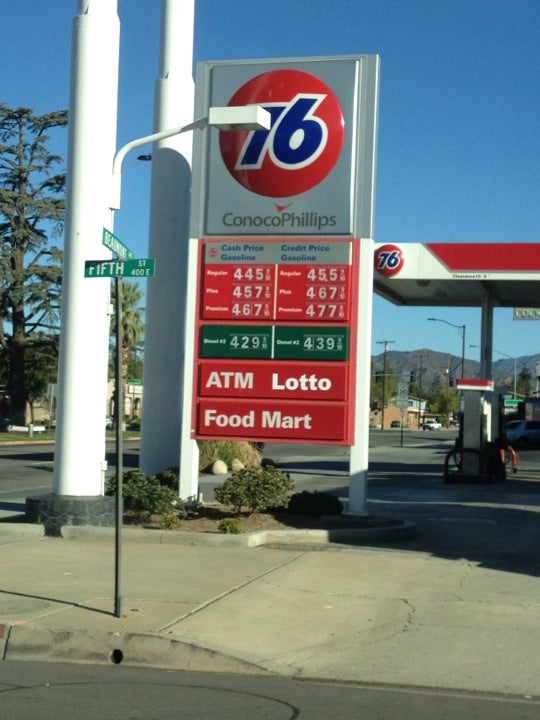 76
ConocoPhillips
Cash Price Credit Price
Gasoline Gasoline
Regular 445 9/10 Regular 455 9/10
Plus 457 9/10 Plus 467 9/10
Premium 467 9/10 Premium 477 9/10
Diesel #2 429 9/10 Diesel #2 439 9/10
ATM Lotto
Food Mart
BEAUMONT
FIFTH ST
400 E
76
Clearance